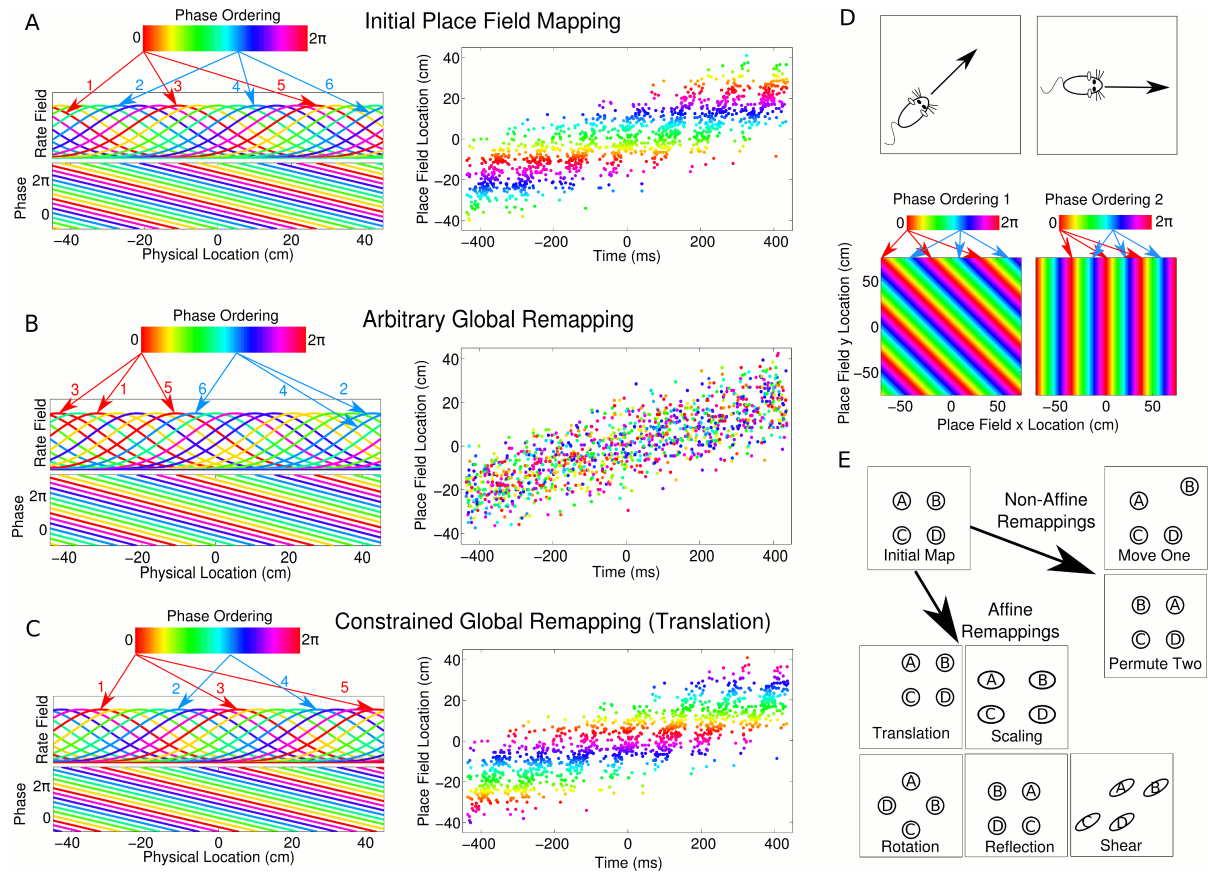 A
Initial Place Field Mapping
Phase Ordering
0
2π
1
2
3
4
5
6
Rate Field
Phase
2π
0
−40
−20
0
20
40
Physical Location (cm)
Place Field Location (cm)
40
20
0
−20
−40
−400
−200
0
200
400
Time (ms)
B
Arbitrary Global Remapping
Phase Ordering
0
2π
3
1
5
6
4
2
Rate Field
Phase
2π
0
−40
−20
0
20
40
Physical Location (cm)
Place Field Location (cm)
40
20
0
−20
−40
−400
−200
0
200
400
Time (ms)
C
Constrained Global Remapping (Translation)
Phase Ordering
0
2π
1
2
3
4
5
Rate Field
Phase
2π
0
−40
−20
0
20
40
Physical Location (cm)
Place Field Location (cm)
40
20
0
−20
−40
−400
−200
0
200
400
Time (ms)
D
Phase Ordering 1
0
2π
Phase Ordering 2
0
2π
Place Field y Location (cm)
50
0
−50
−50
0
50
−50
0
50
Place Field x Location (cm)
E
A B
C D
Initial Map
Non-Affine
Remappings
A
B
C D
Move One
B A
C D
Permute Two
Affine
Remappings
A B
C D
Translation
A B
C D
Scaling
A
D B
C
Rotation
B A
D C
Reflection
A B
C D
Shear